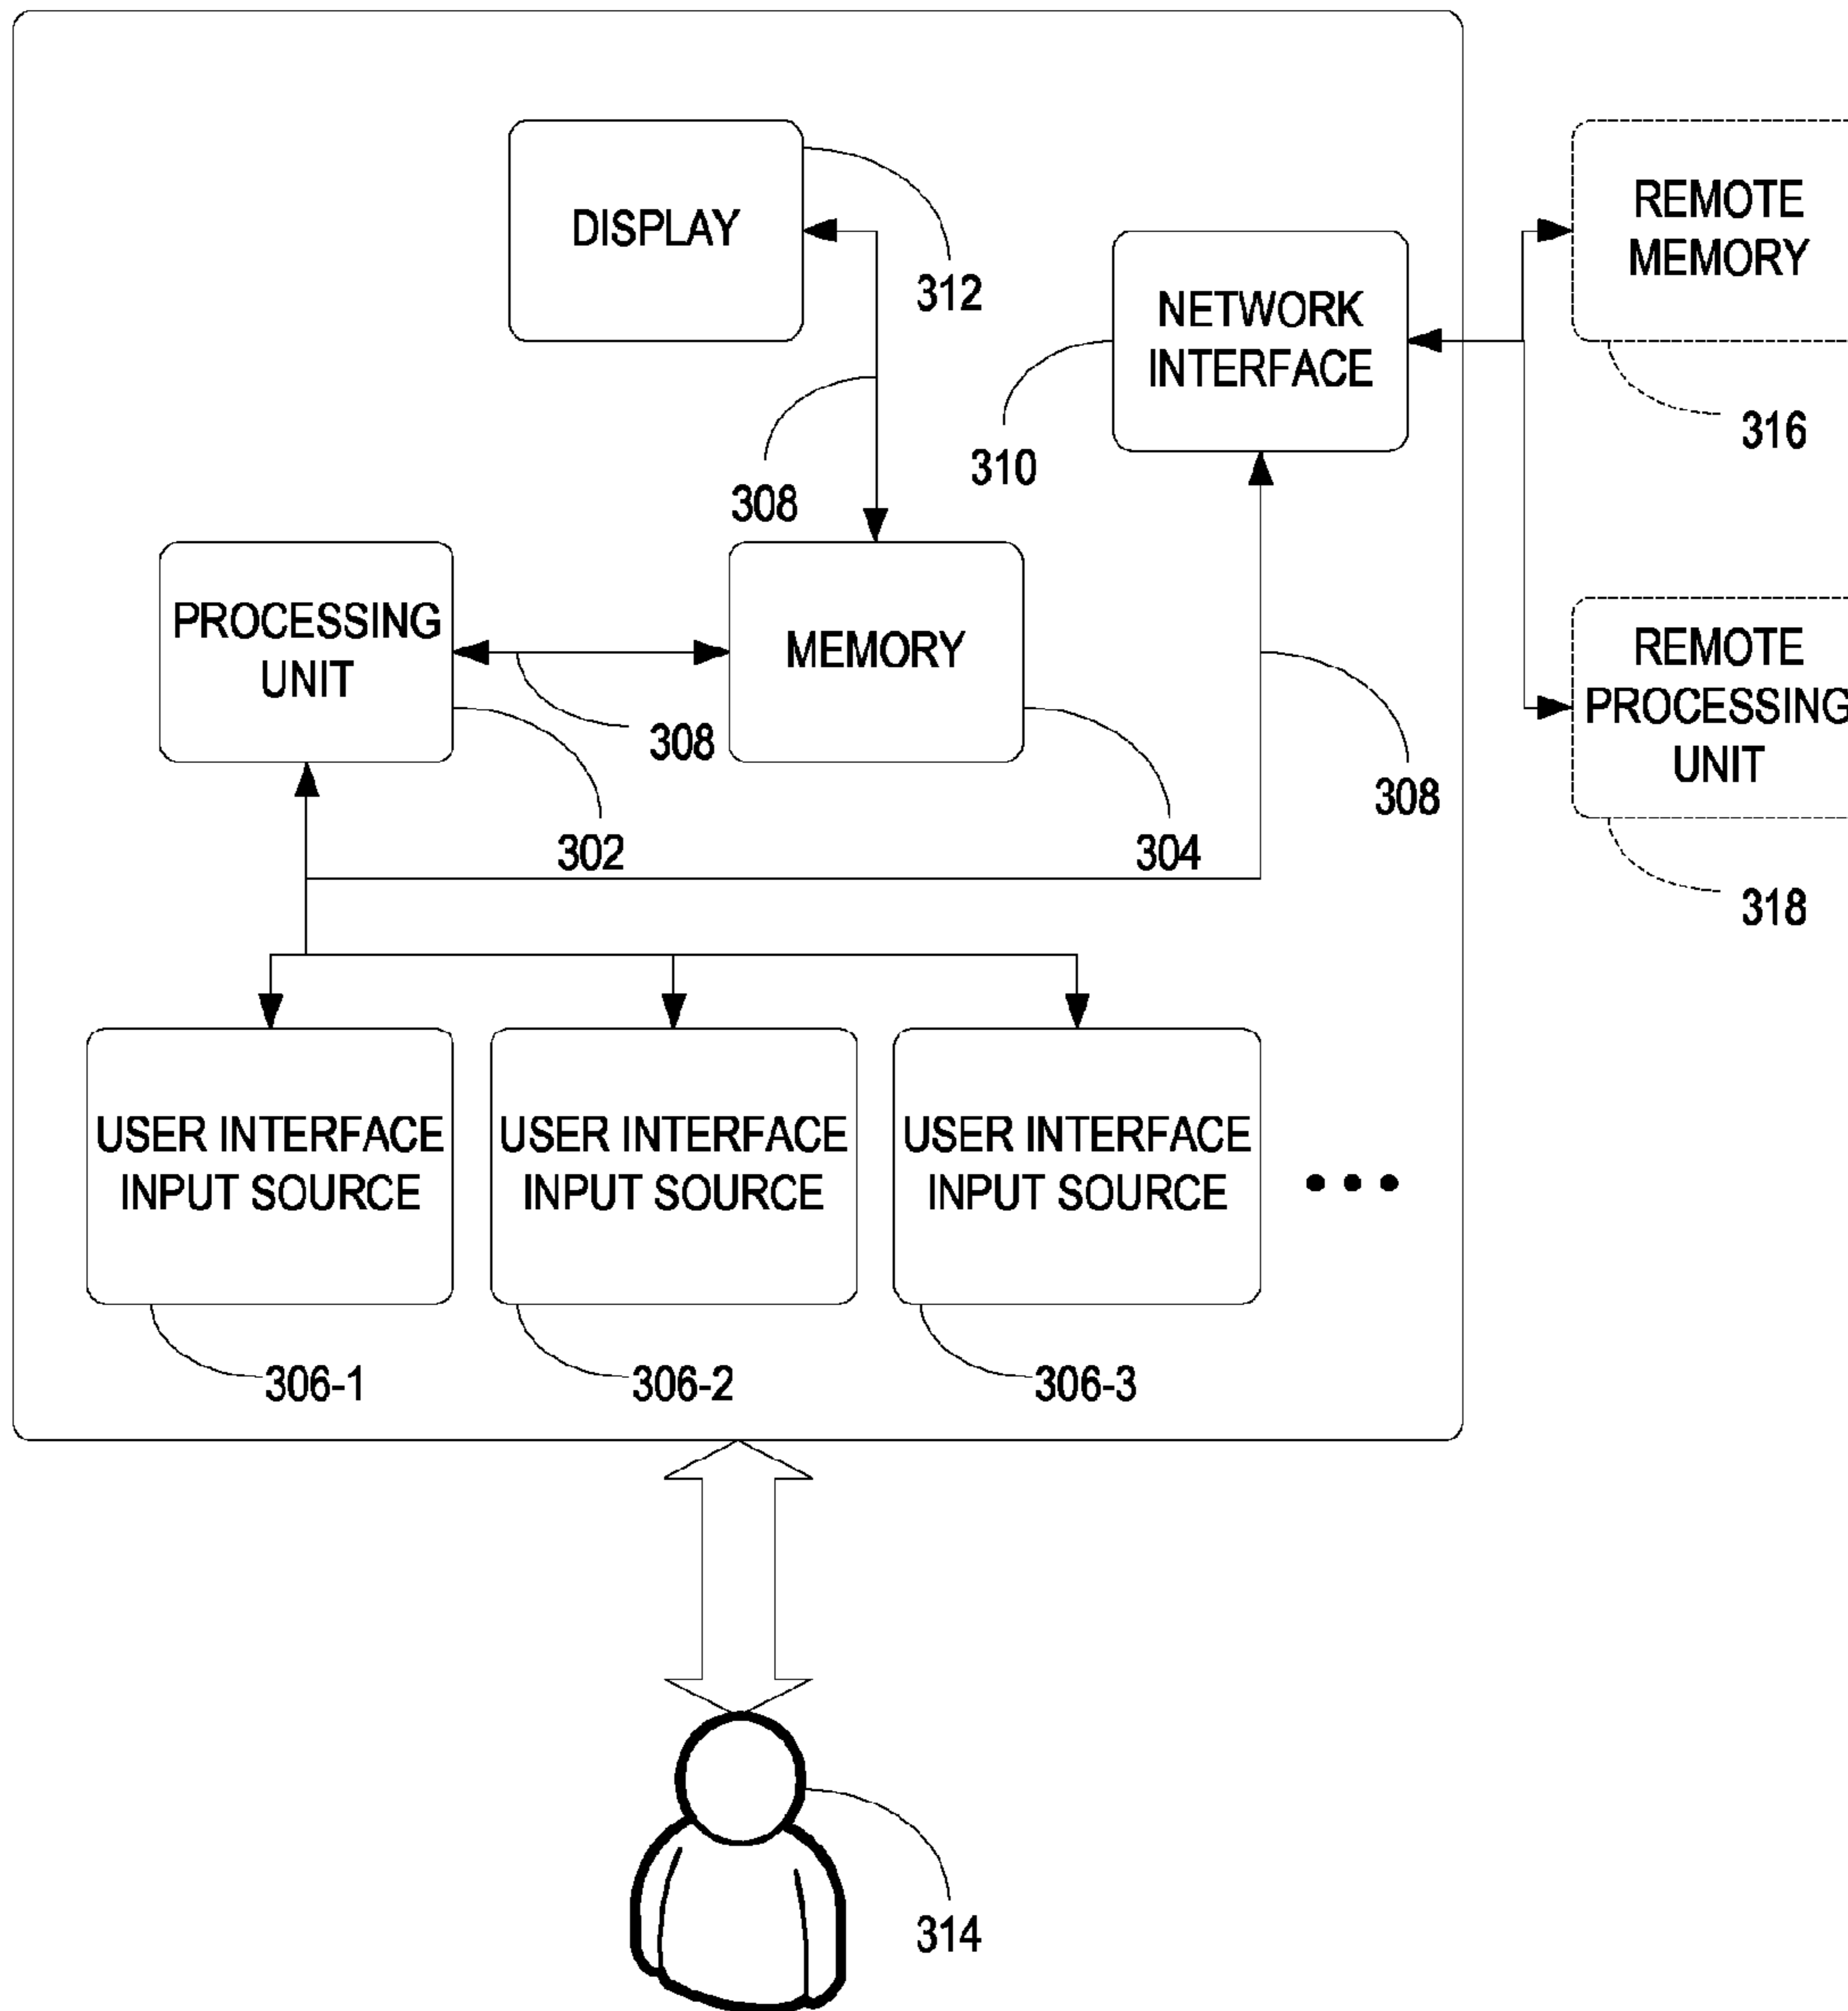 DISPLAY
312
308
NETWORK
INTERFACE
310
REMOTE
MEMORY
316
PROCESSING
UNIT
302
308
MEMORY
304
308
REMOTE
PROCESSING
UNIT
318
USER INTERFACE
INPUT SOURCE
306-1
USER INTERFACE
INPUT SOURCE
306-2
USER INTERFACE
INPUT SOURCE
306-3
• • •
314